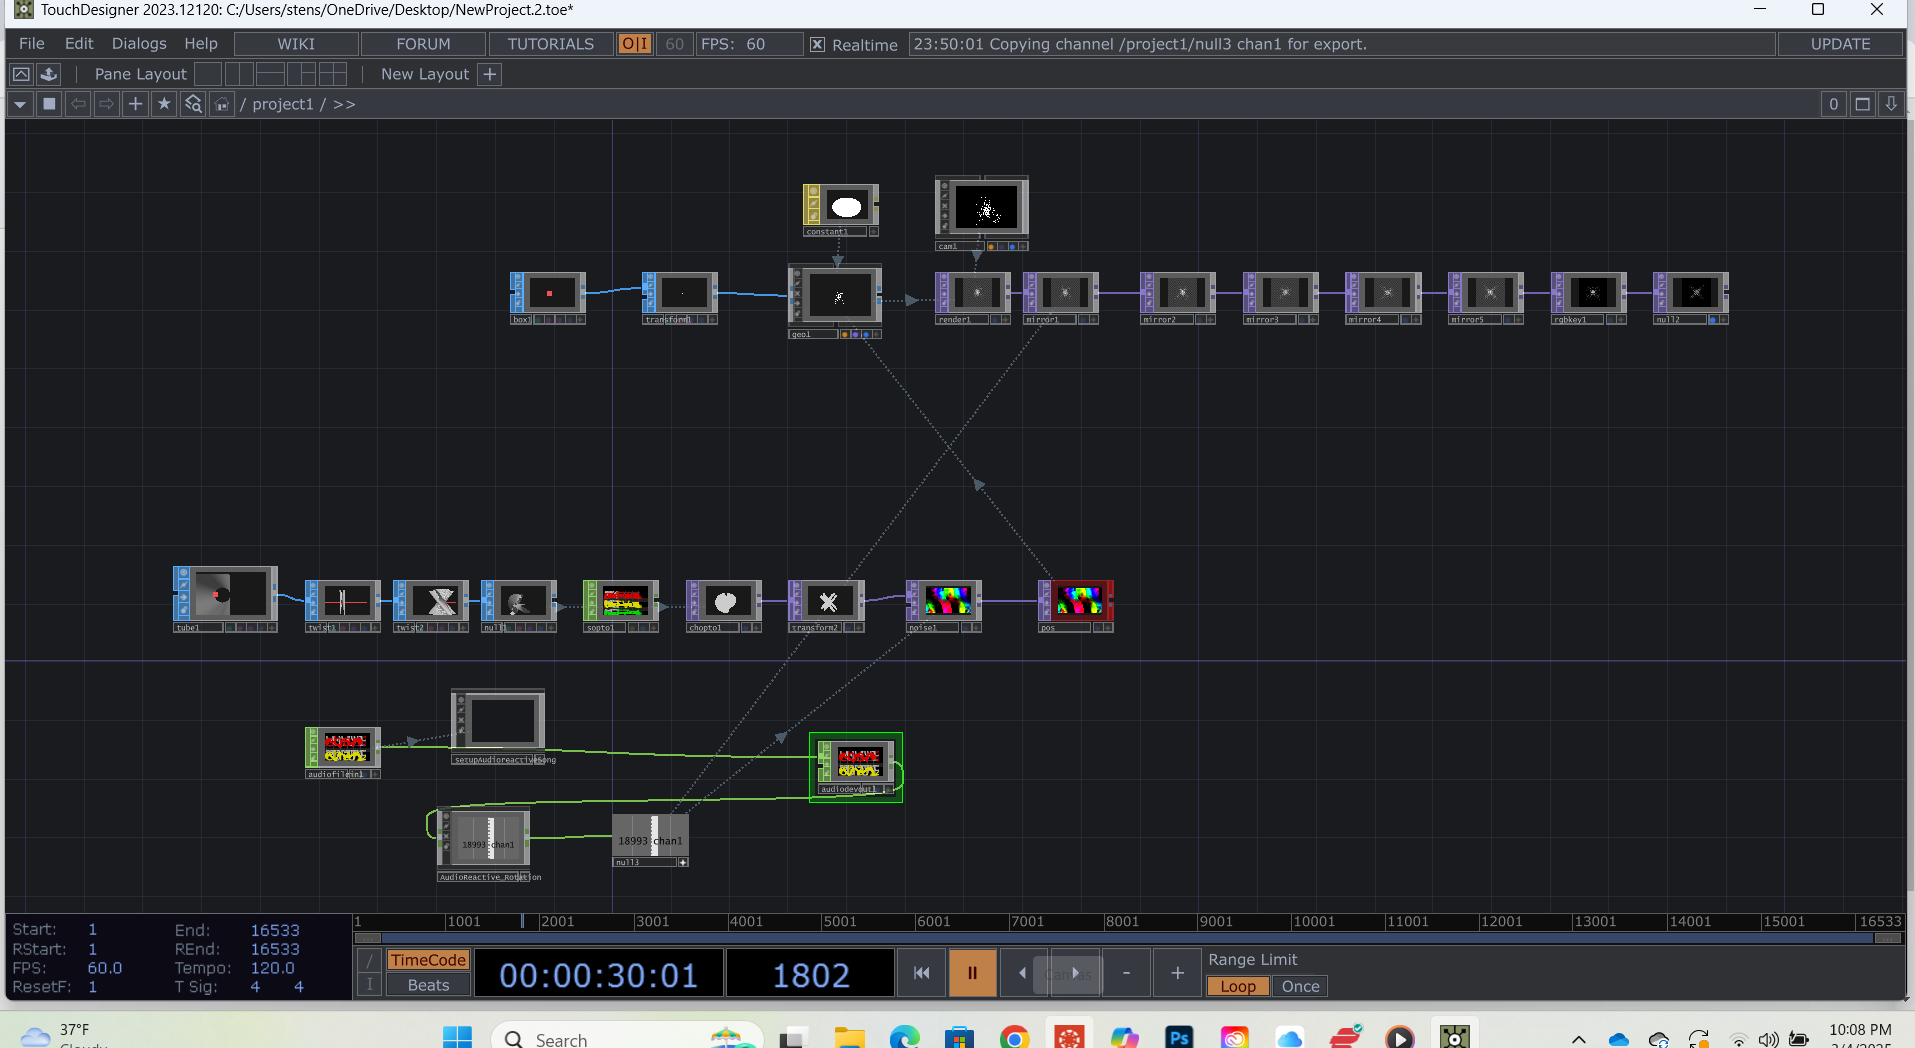 TouchDesigner 2023.12120: C:/Users/stens/OneDrive/Desktop/NewProject.2.toe*
File Edit Dialogs Help WIKI FORUM TUTORIALS O|I 60 FPS: 60 Realtime 23:50:01 Copying channel /project1/null3 chan1 for export. UPDATE
Pane Layout New Layout +
/ project1 / >> 0
constant1
cam1
box1 transform1 geo1 render1 mirror1 mirror2 mirror3 mirror4 mirror5 rgbkey1 null2
tube1 twist1 twist2 null1 sopto1 chopto1 transform2 noise1 pos
setupAudioreactiveSong
audiofilein1
audiodevout1
18993 chan1
AudioReactive_Rotation
18993 chan1
null3
1 1001 2001 3001 4001 5001 6001 7001 8001 9001 10001 11001 12001 13001 14001 15001 16533
Start: 1 End: 16533
RStart: 1 REnd: 16533
FPS: 60.0 Tempo: 120.0
ResetF: 1 T Sig: 4 4
TimeCode
Beats
00:00:30:01
1802
Canvas
- +
Range Limit
Loop Once
37°F
Cloudy
Search
10:08 PM